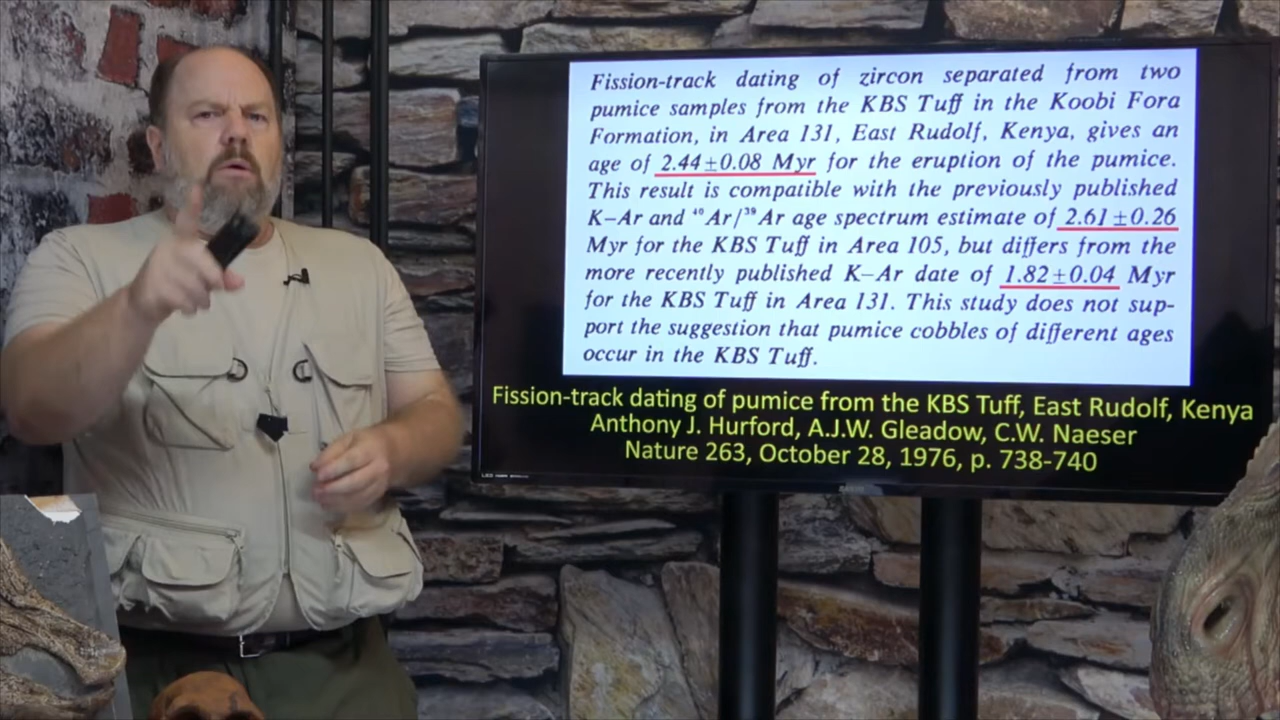 Fission-track dating of zircon separated from two
pumice samples from the KBS Tuff in the Koobi Fora
Formation, in Area 131, East Rudolf, Kenya, gives an
age of 2.44±0.08 Myr for the eruption of the pumice.
This result is compatible with the previously published
K–Ar and ⁴⁰Ar/³⁹Ar age spectrum estimate of 2.61±0.26
Myr for the KBS Tuff in Area 105, but differs from the
more recently published K–Ar date of 1.82±0.04 Myr
for the KBS Tuff in Area 131. This study does not sup-
port the suggestion that pumice cobbles of different ages
occur in the KBS Tuff.
Fission-track dating of pumice from the KBS Tuff, East Rudolf, Kenya
Anthony J. Hurford, A.J.W. Gleadow, C.W. Naeser
Nature 263, October 28, 1976, p. 738-740